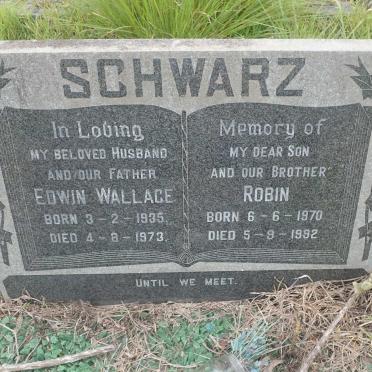 SCHWARZ
In Loving
MY BELOVED HUSBAND
AND OUR FATHER
EDWIN WALLACE
BORN 3-2-1935.
DIED 4-8-1973.
Memory of
MY DEAR SON
AND OUR BROTHER
ROBIN
BORN 6-6-1970
DIED 5-9-1992
UNTIL WE MEET.